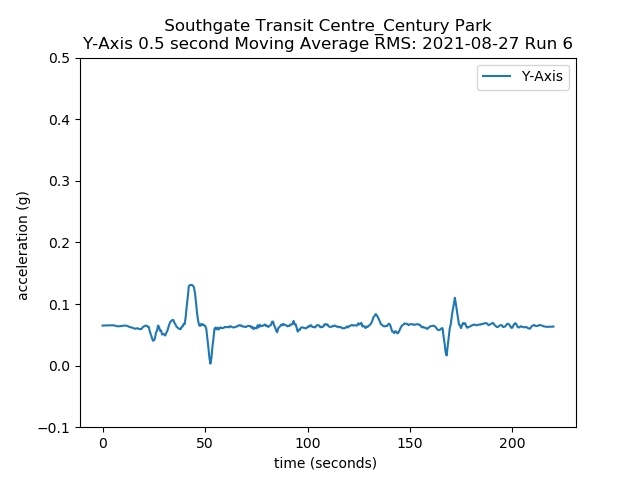 Southgate Transit Centre_Century Park
Y-Axis 0.5 second Moving Average RMS: 2021-08-27 Run 6
Y-Axis
0.5
0.4
0.3
0.2
0.1
0.0
−0.1
acceleration (g)
0 50 100 150 200
time (seconds)